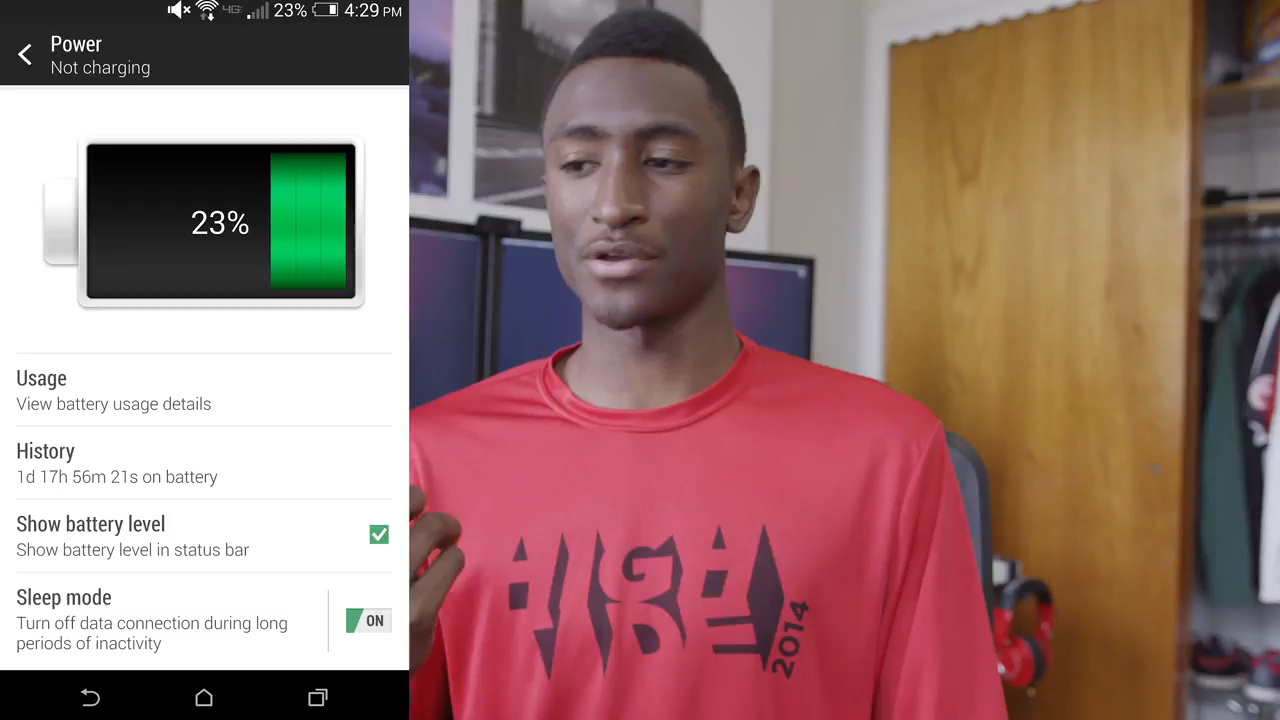 4G 23% 4:29 PM
Power
Not charging
23%
Usage
View battery usage details
History
1d 17h 56m 21s on battery
Show battery level
Show battery level in status bar
Sleep mode
Turn off data connection during long
periods of inactivity
ON
2014